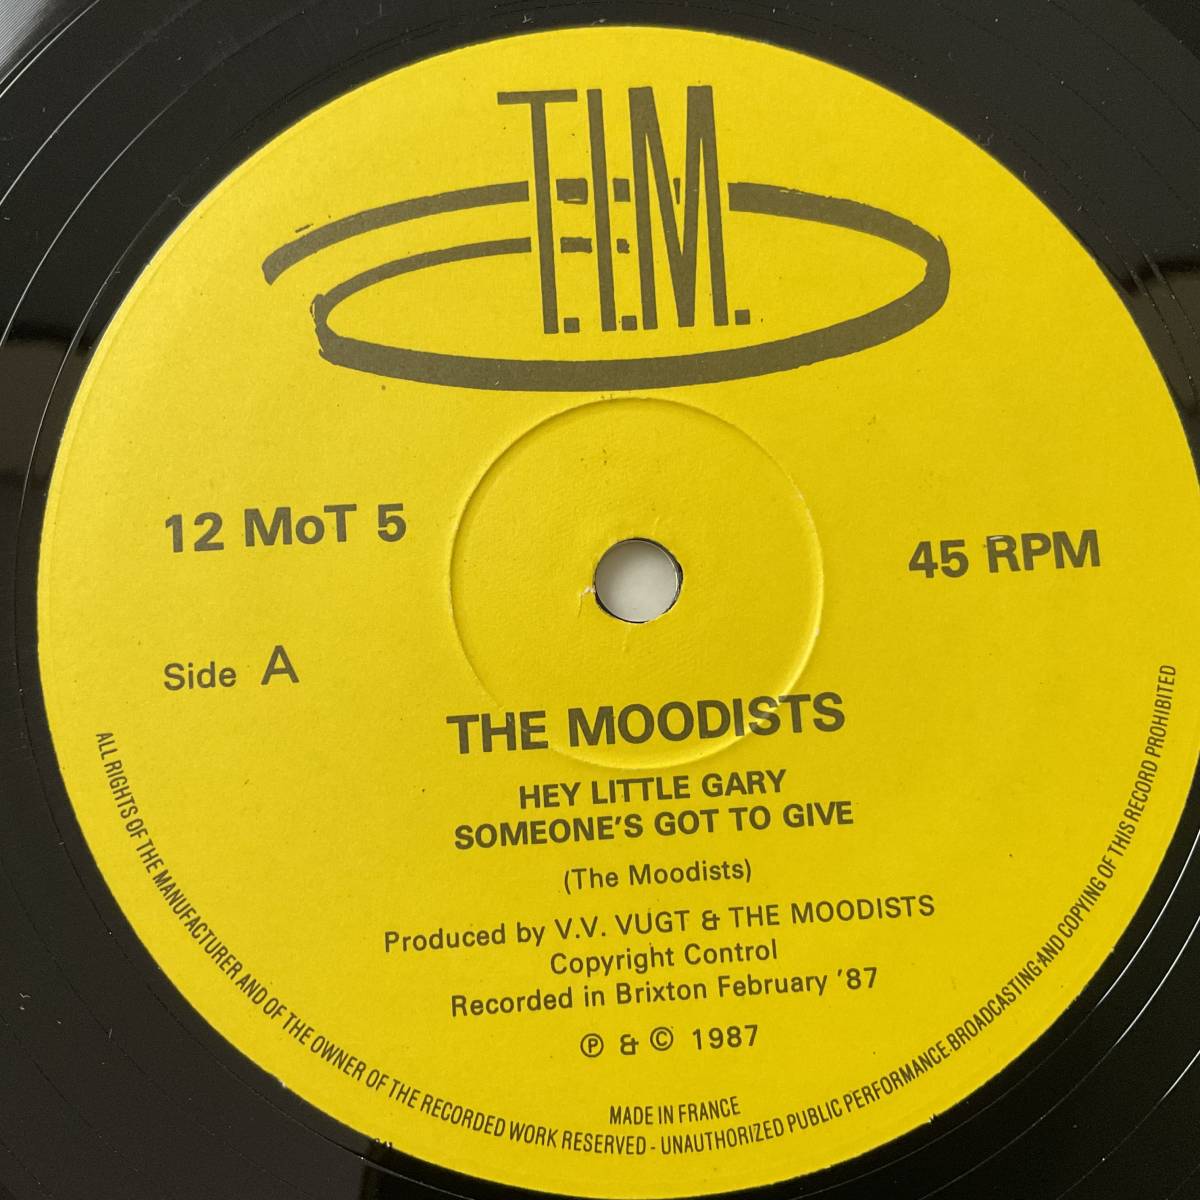 T.I.M.
12 MoT 5
45 RPM
Side A
THE MOODISTS
HEY LITTLE GARY
SOMEONE'S GOT TO GIVE
(The Moodists)
Produced by V.V. VUGT & THE MOODISTS
Copyright Control
Recorded in Brixton February '87
℗ & © 1987
MADE IN FRANCE
ALL RIGHTS OF THE MANUFACTURER AND OF THE OWNER OF THE RECORDED WORK RESERVED - UNAUTHORIZED PUBLIC PERFORMANCE·BROADCASTING·AND COPYING OF THIS RECORD PROHIBITED